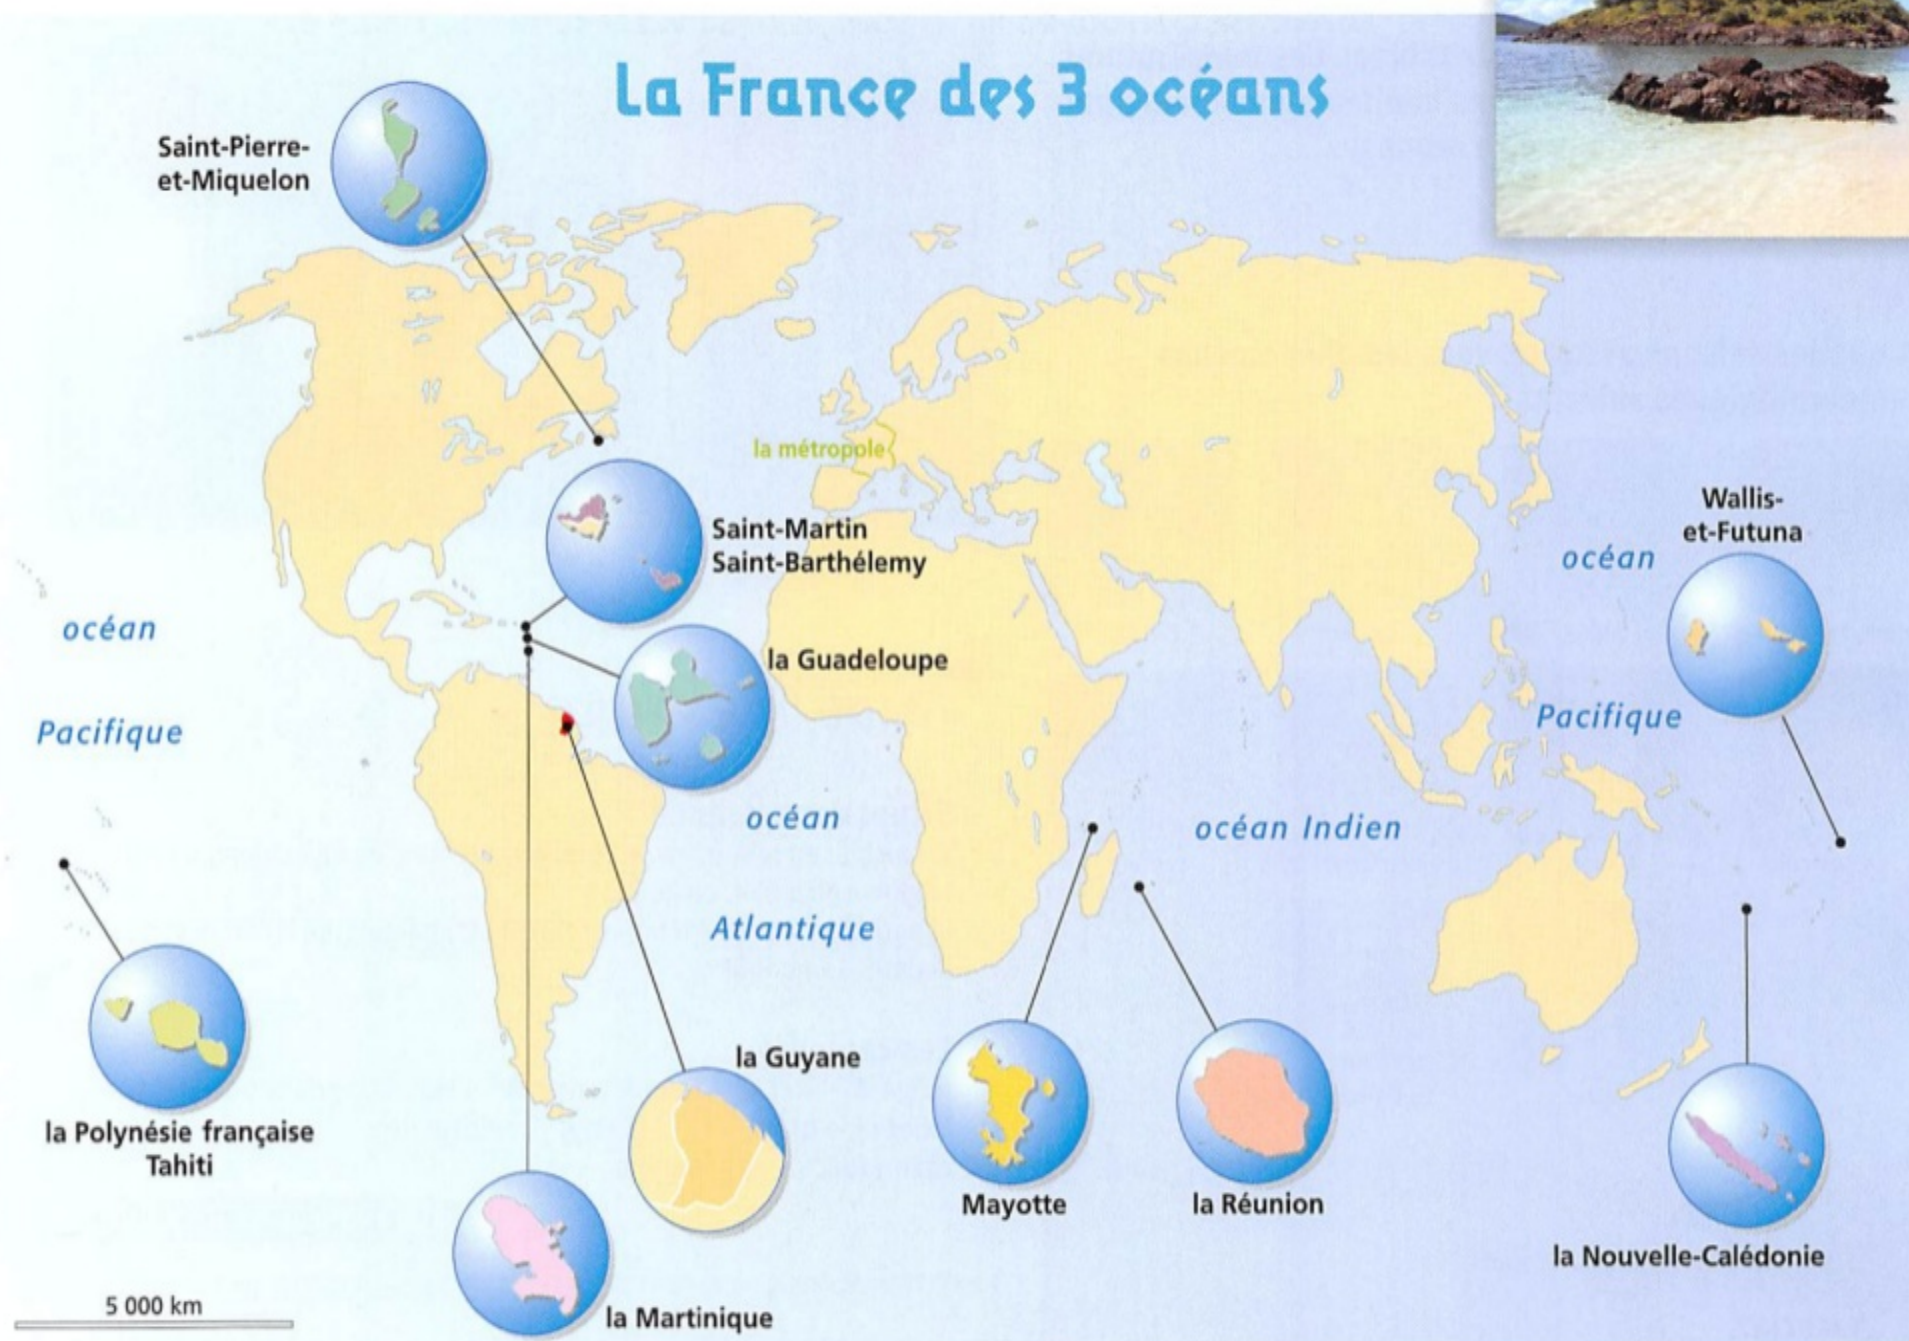 La France des 3 océans
Saint-Pierre-
et-Miquelon
la métropole
Saint-Martin
Saint-Barthélemy
la Guadeloupe
Wallis-
et-Futuna
océan
Pacifique
océan
Pacifique
océan
Atlantique
océan Indien
la Polynésie française
Tahiti
la Guyane
Mayotte
la Réunion
la Nouvelle-Calédonie
la Martinique
5 000 km